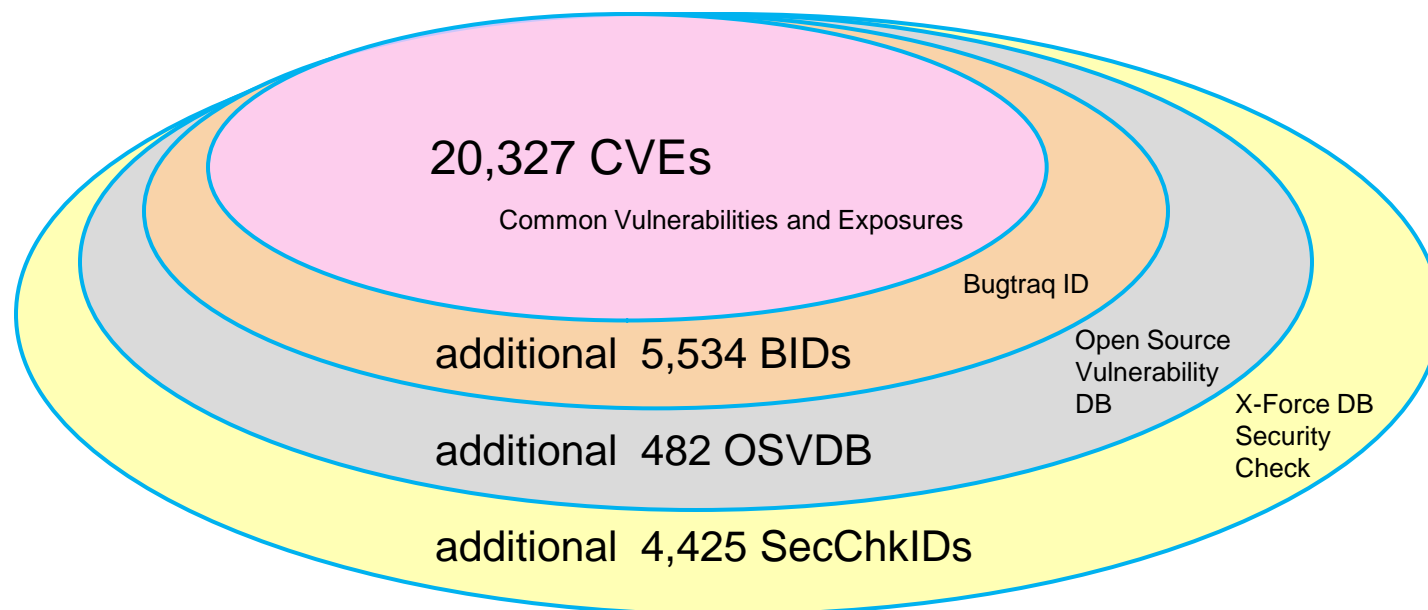 20,327 CVEs
Common Vulnerabilities and Exposures
Bugtraq ID
additional 5,534 BIDs
Open Source
Vulnerability
DB
additional 482 OSVDB
X-Force DB
Security
Check
additional 4,425 SecChkIDs